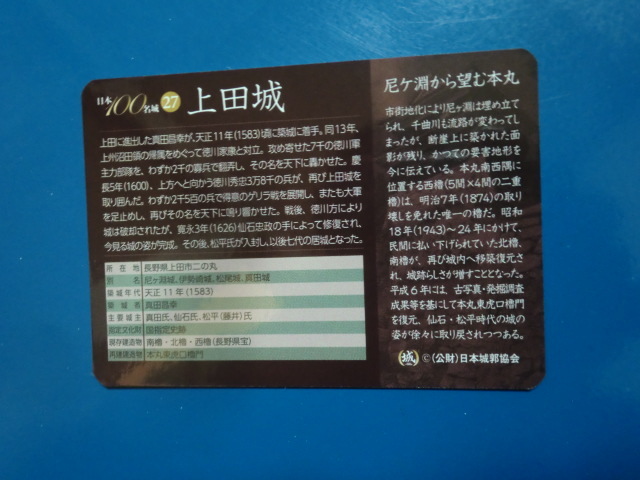 日本100名城 27 上田城
上田に進出した真田昌幸が、天正11年(1583)頃に築城に着手。同13年、
上州沼田領の帰属をめぐって徳川家康と対立。攻め寄せた7千の徳川軍
主力部隊を、わずか2千の寡兵で翻弄し、その名を天下に轟かせた。慶
長5年(1600)、上方へと向かう徳川秀忠3万8千の兵が、再び上田城を
取り囲んだ。わずか2千五百の兵で得意のゲリラ戦を展開し、またも大軍
を足止めし、再びその名を天下に鳴り響かせた。戦後、徳川方により
城は破却されたが、寛永3年(1626)仙石忠政の手によって修復され、
今見る城の姿が完成。その後、松平氏が入封し、以後七代の居城となった。
所在地 長野県上田市二の丸
別名 尼ヶ淵城、伊勢崎城、松尾城、真田城
築城年代 天正11年(1583)
築城者 真田昌幸
主要城主 真田氏、仙石氏、松平(藤井)氏
指定文化財 国指定史跡
現存建造物 南櫓・北櫓・西櫓(長野県宝)
再建建造物 本丸東虎口櫓門
尼ケ淵から望む本丸
市街地化により尼ヶ淵は埋め立て
られ、千曲川も流路が変わってし
まったが、断崖上に築かれた面
影が残り、かつての要害地形を
今に伝えている。本丸南西隅に
位置する西櫓(5間×4間の二重
櫓)は、明治7年(1874)の取り
壊しを免れた唯一の櫓だ。昭和
18年(1943)〜24年にかけて、
民間に払い下げられていた北櫓、
南櫓が、再び城内へ移築復元さ
れ、城跡らしさが増すこととなった。
平成6年には、古写真・発掘調査
成果等を基にして本丸東虎口櫓門
を復元。仙石・松平時代の城の
姿が徐々に取り戻されつつある。
城 ©(公財)日本城郭協会